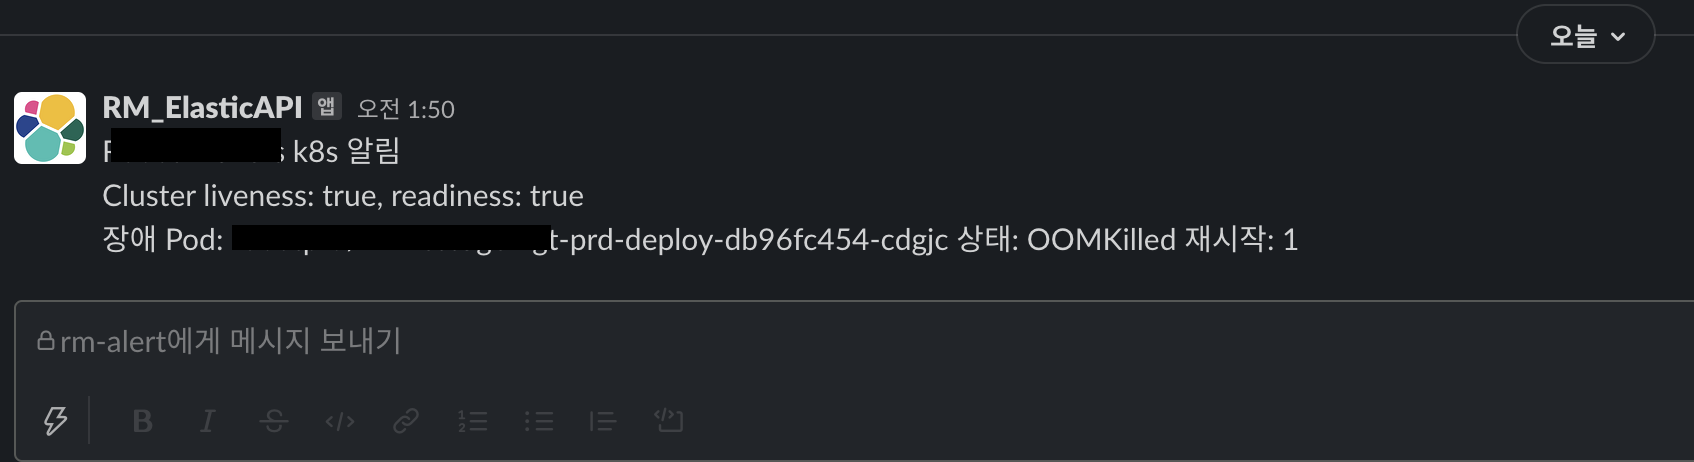 오늘
RM_ElasticAPI 앱 오전 1:50
k8s 알림
Cluster liveness: true, readiness: true
장애 Pod: t-prd-deploy-db96fc454-cdgjc 상태: OOMKilled 재시작: 1
rm-alert에게 메시지 보내기